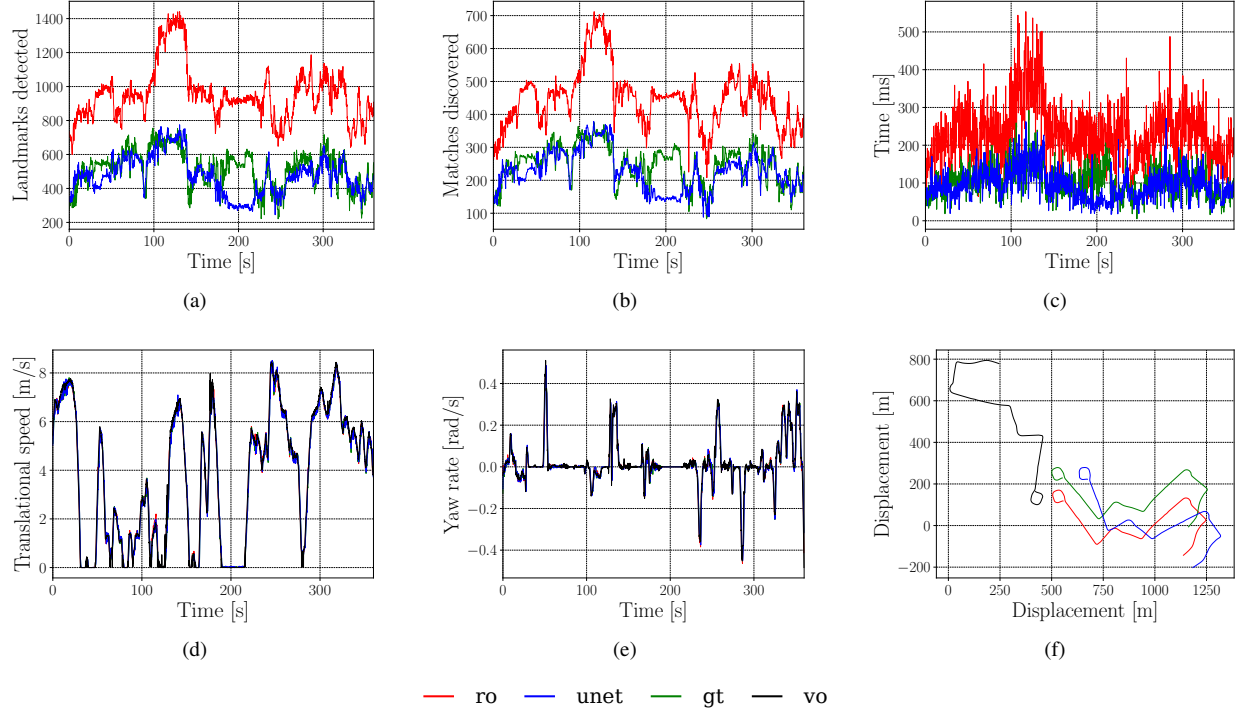 1400
1200
1000
800
600
400
200
Landmarks detected
0 100 200 300
Time [s]
(a)
700
600
500
400
300
200
100
Matches discovered
0 100 200 300
Time [s]
(b)
500
400
300
200
100
0
Time [ms]
0 100 200 300
Time [s]
(c)
8
6
4
2
0
Translational speed [m/s]
0 100 200 300
Time [s]
(d)
0.4
0.2
0.0
−0.2
−0.4
Yaw rate [rad/s]
0 100 200 300
Time [s]
(e)
800
600
400
200
0
−200
Displacement [m]
0 250 500 750 1000 1250
Displacement [m]
(f)
ro unet gt vo